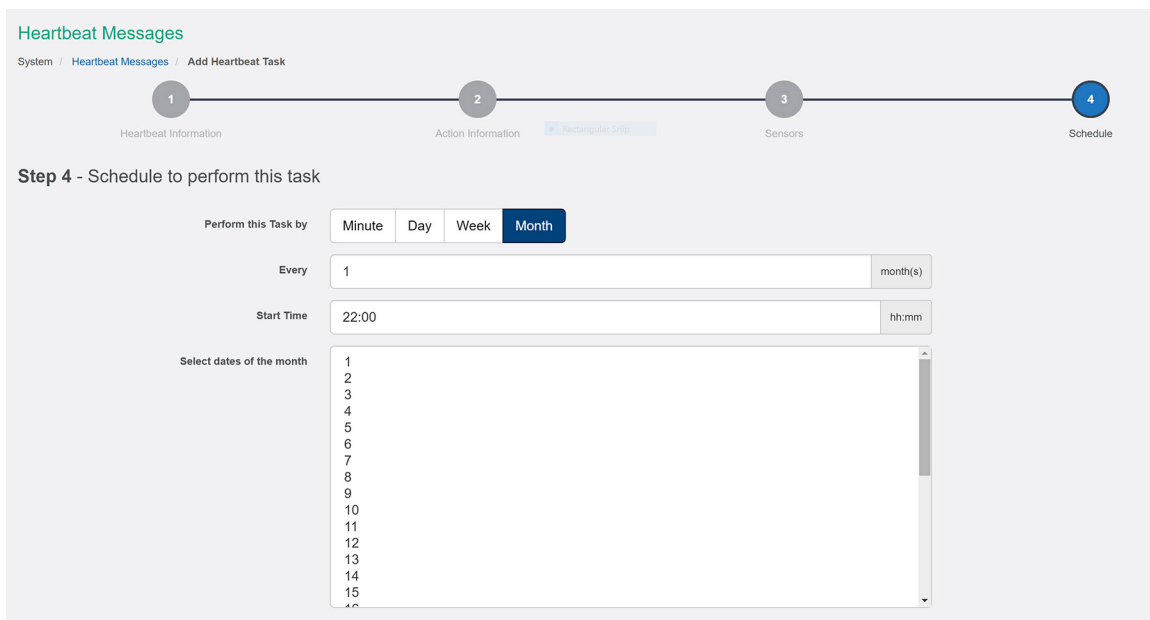 Heartbeat Messages
System / Heartbeat Messages / Add Heartbeat Task
1 2 3 4
Heartbeat Information Action Information Rectangular Snip Sensors Schedule
Step 4 - Schedule to perform this task
Perform this Task by Minute Day Week Month
Every 1 month(s)
Start Time 22:00 hh:mm
Select dates of the month 1
2
3
4
5
6
7
8
9
10
11
12
13
14
15